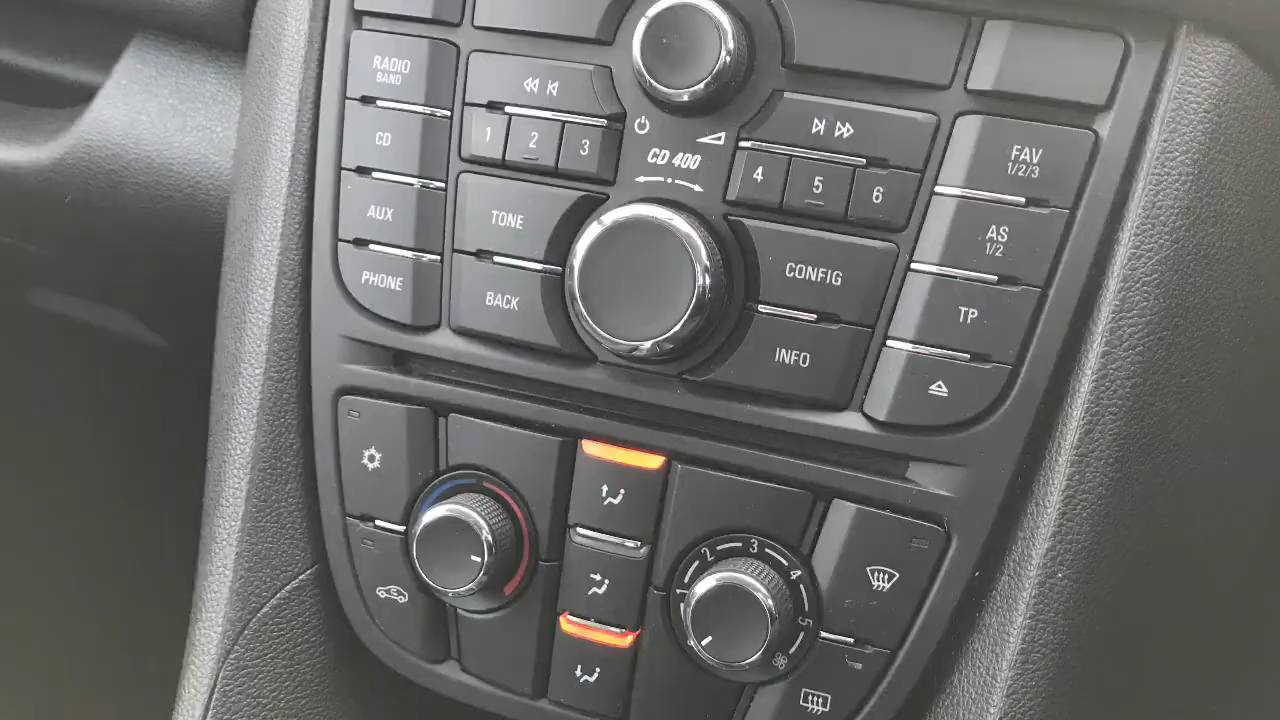 RADIO
BAND
CD
AUX
PHONE
1 2 3
TONE
BACK
CD 400
4 5 6
CONFIG
INFO
FAV
1/2/3
AS
1/2
TP
1 2 3 4 5